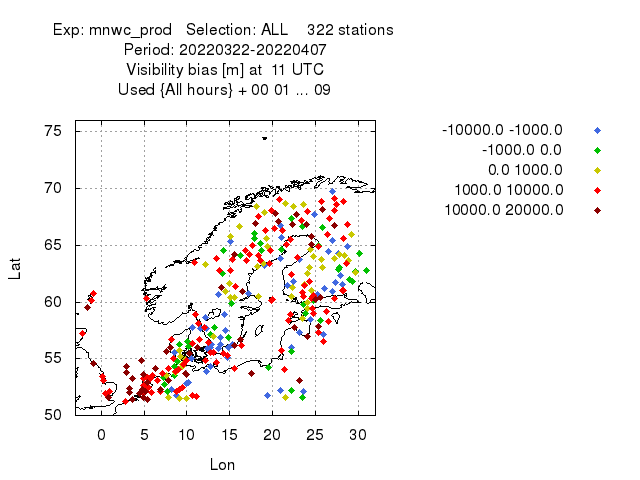 Exp: mnwc_prod   Selection: ALL    322 stations
Period: 20220322-20220407
Visibility bias [m] at  11 UTC
Used {All hours} + 00 01 ... 09
-10000.0 -1000.0
-1000.0 0.0
0.0 1000.0
1000.0 10000.0
10000.0 20000.0
75
70
65
60
55
50
Lat
0 5 10 15 20 25 30
Lon